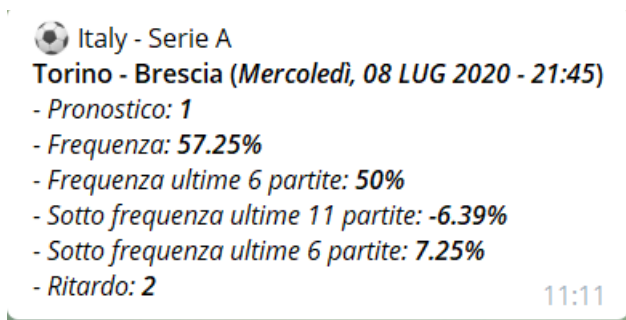 Italy - Serie A
Torino - Brescia (Mercoledì, 08 LUG 2020 - 21:45)
- Pronostico: 1
- Frequenza: 57.25%
- Frequenza ultime 6 partite: 50%
- Sotto frequenza ultime 11 partite: -6.39%
- Sotto frequenza ultime 6 partite: 7.25%
- Ritardo: 2
11:11